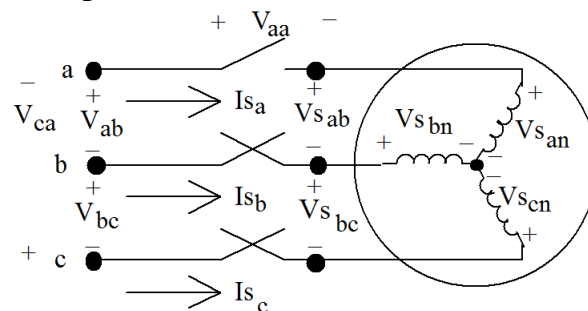 + Vaa −
a − + Isa + + Vsbn +
Vca Vab Vsab Vsan
b − − − −
+ Isb + − Vscn
Vbc Vsbc
+ c − − +
Isc